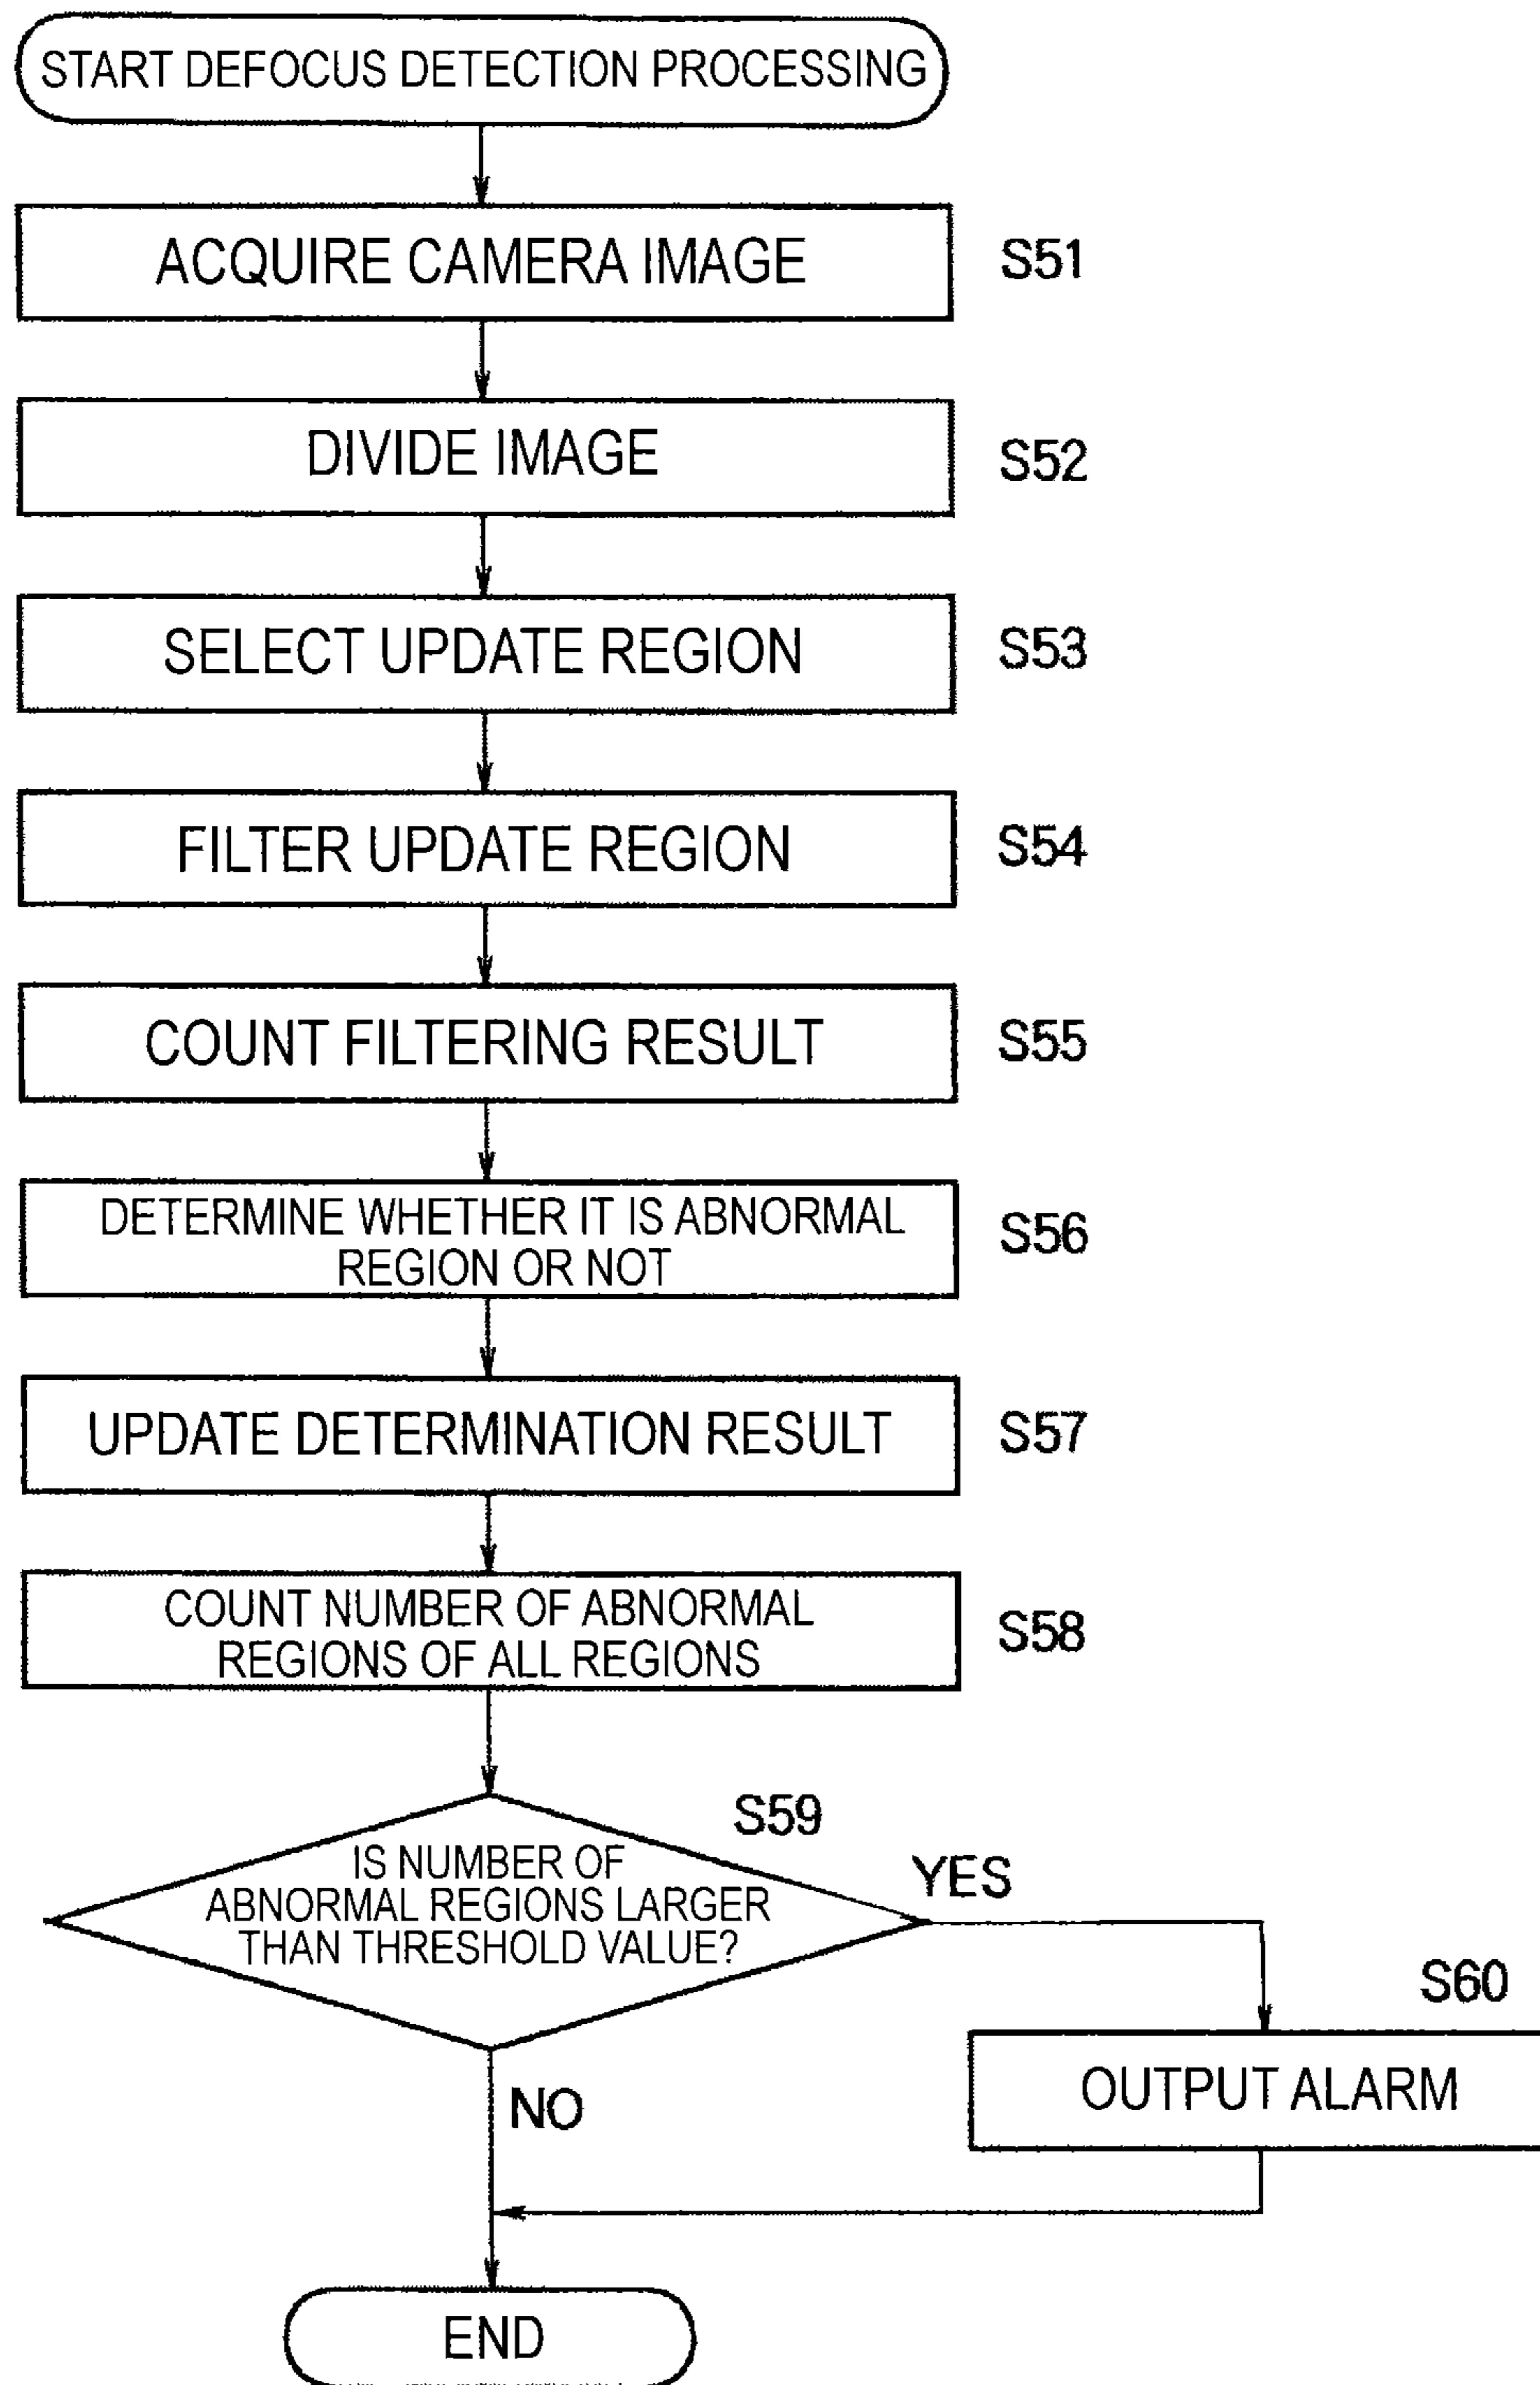 START DEFOCUS DETECTION PROCESSING
ACQUIRE CAMERA IMAGE
S51
DIVIDE IMAGE
S52
SELECT UPDATE REGION
S53
FILTER UPDATE REGION
S54
COUNT FILTERING RESULT
S55
DETERMINE WHETHER IT IS ABNORMAL
REGION OR NOT
S56
UPDATE DETERMINATION RESULT
S57
COUNT NUMBER OF ABNORMAL
REGIONS OF ALL REGIONS
S58
S59
IS NUMBER OF
ABNORMAL REGIONS LARGER
THAN THRESHOLD VALUE?
YES
S60
OUTPUT ALARM
NO
END